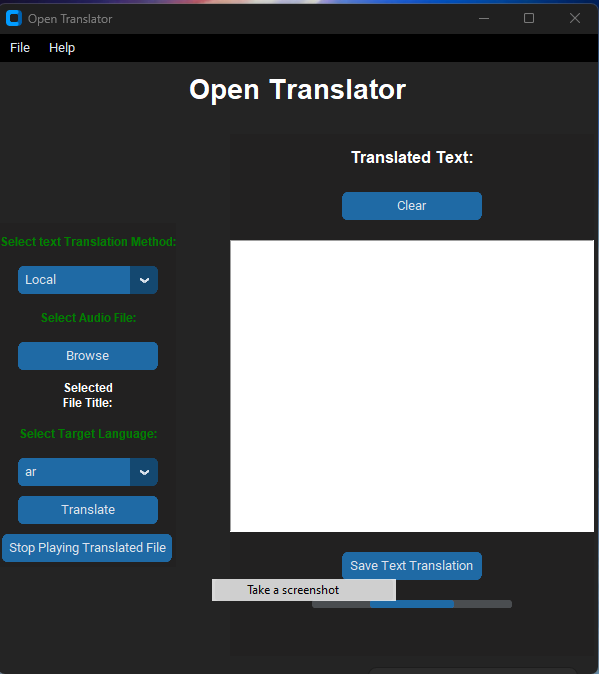 Open Translator
File Help
Open Translator
Select text Translation Method:
Local
Select Audio File:
Browse
Selected
File Title:
Select Target Language:
ar
Translate
Stop Playing Translated File
Translated Text:
Clear
Save Text Translation
Take a screenshot